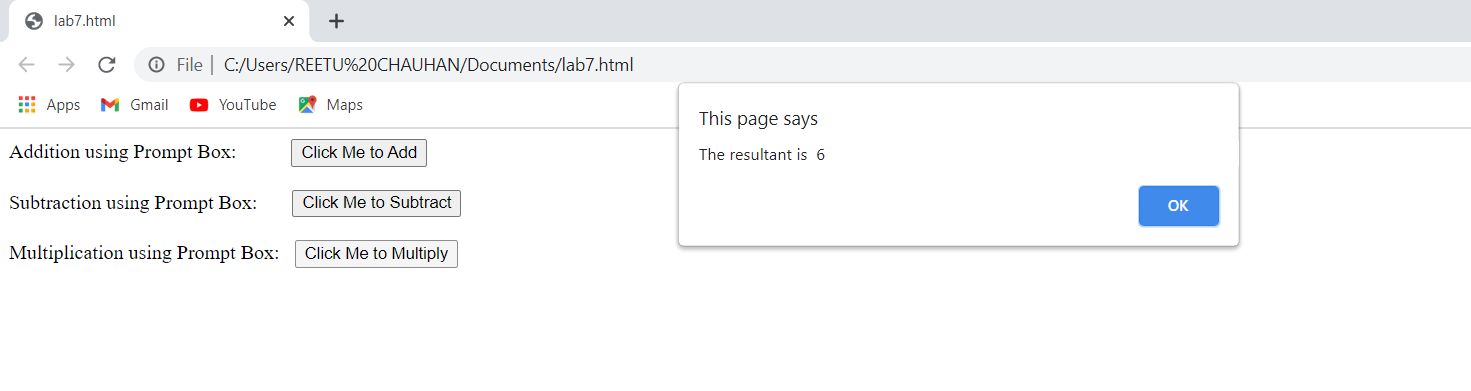 lab7.html
File | C:/Users/REETU%20CHAUHAN/Documents/lab7.html
Apps Gmail YouTube Maps
This page says
The resultant is  6
OK
Addition using Prompt Box: Click Me to Add
Subtraction using Prompt Box: Click Me to Subtract
Multiplication using Prompt Box: Click Me to Multiply